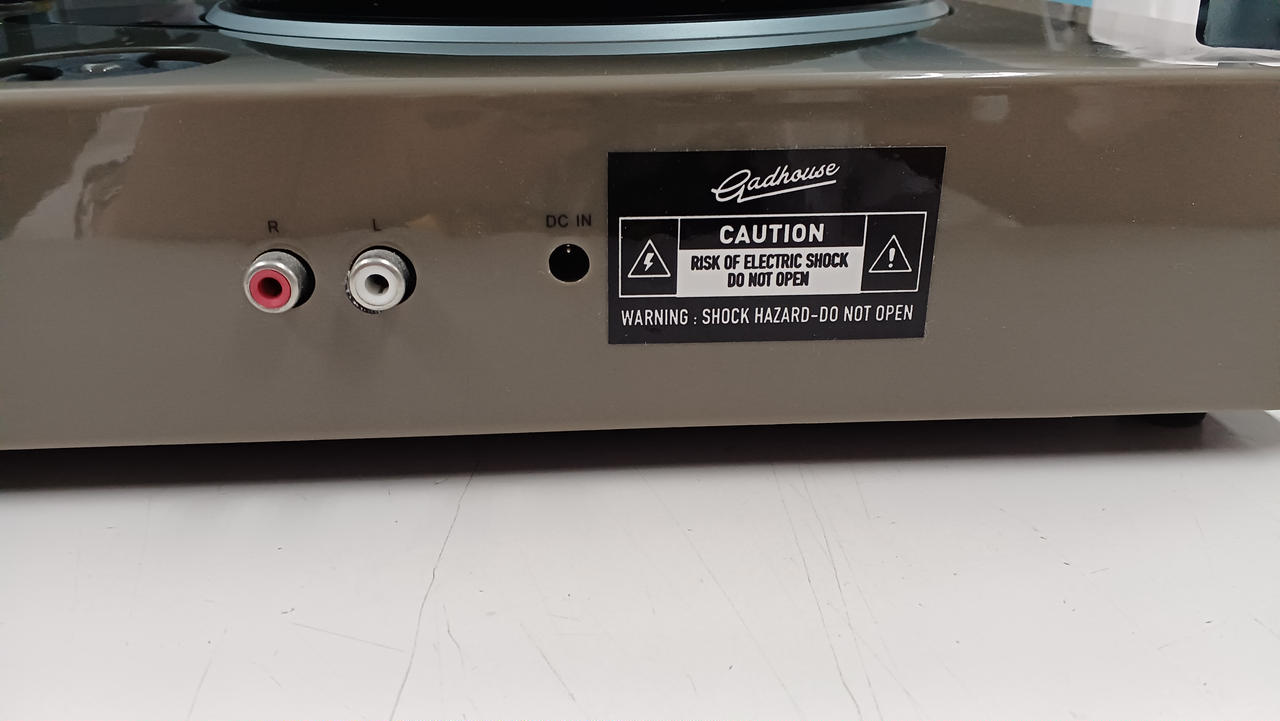 R
L
DC IN
Gadhouse
CAUTION
RISK OF ELECTRIC SHOCK
DO NOT OPEN
WARNING : SHOCK HAZARD-DO NOT OPEN